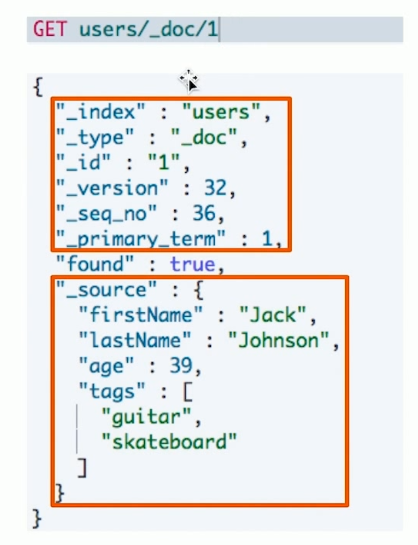 GET users/_doc/1
{
"_index" : "users",
"_type" : "_doc",
"_id" : "1",
"_version" : 32,
"_seq_no" : 36,
"_primary_term" : 1,
"found" : true,
"_source" : {
"firstName" : "Jack",
"lastName" : "Johnson",
"age" : 39,
"tags" : [
"guitar",
"skateboard"
]
}
}